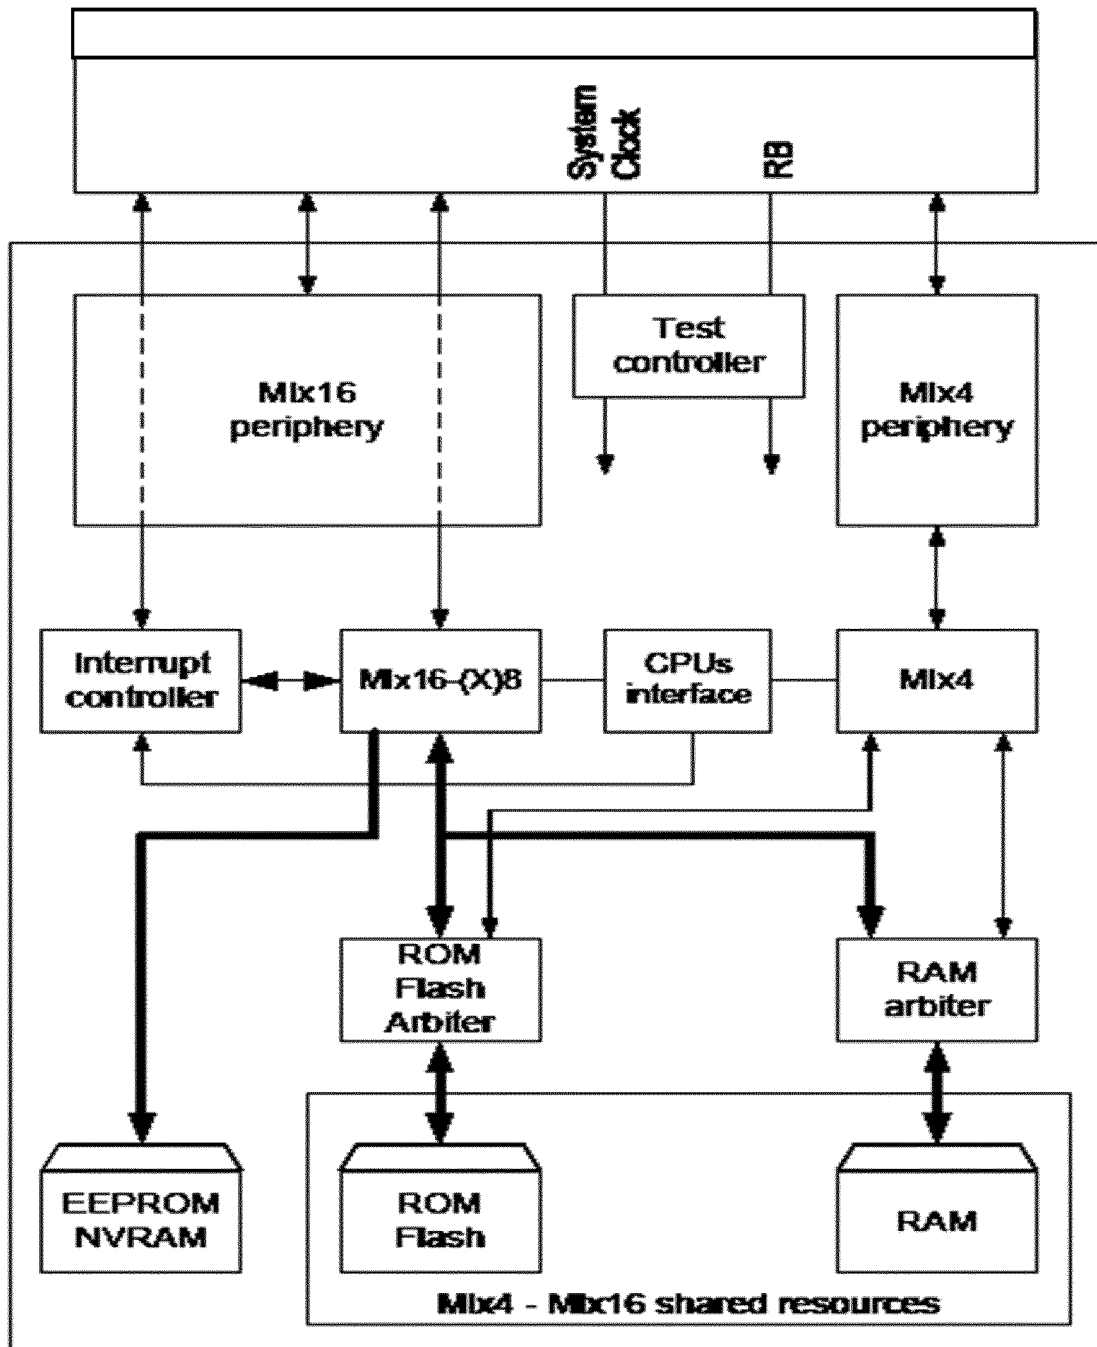 System
Clock
RB
Mlx16
periphery
Test
controller
Mlx4
periphery
Interrupt
controller
Mlx16-(X)8
CPUs
interface
Mlx4
ROM
Flash
Arbiter
RAM
arbiter
EEPROM
NVRAM
ROM
Flash
RAM
Mlx4 - Mlx16 shared resources